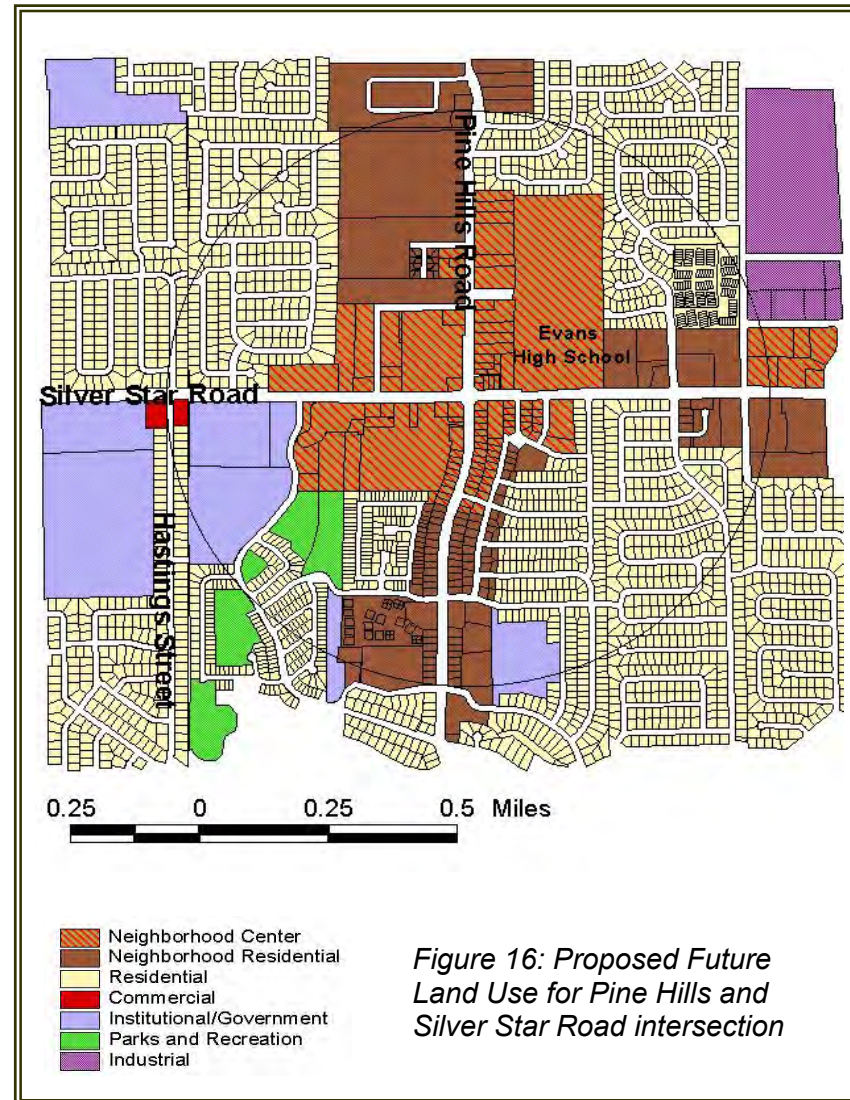 Pine Hills Road
Evans
High School
Silver Star Road
Hastings Street
0.25 0 0.25 0.5 Miles
Neighborhood Center
Neighborhood Residential
Residential
Commercial
Institutional/Government
Parks and Recreation
Industrial
Figure 16: Proposed Future
Land Use for Pine Hills and
Silver Star Road intersection